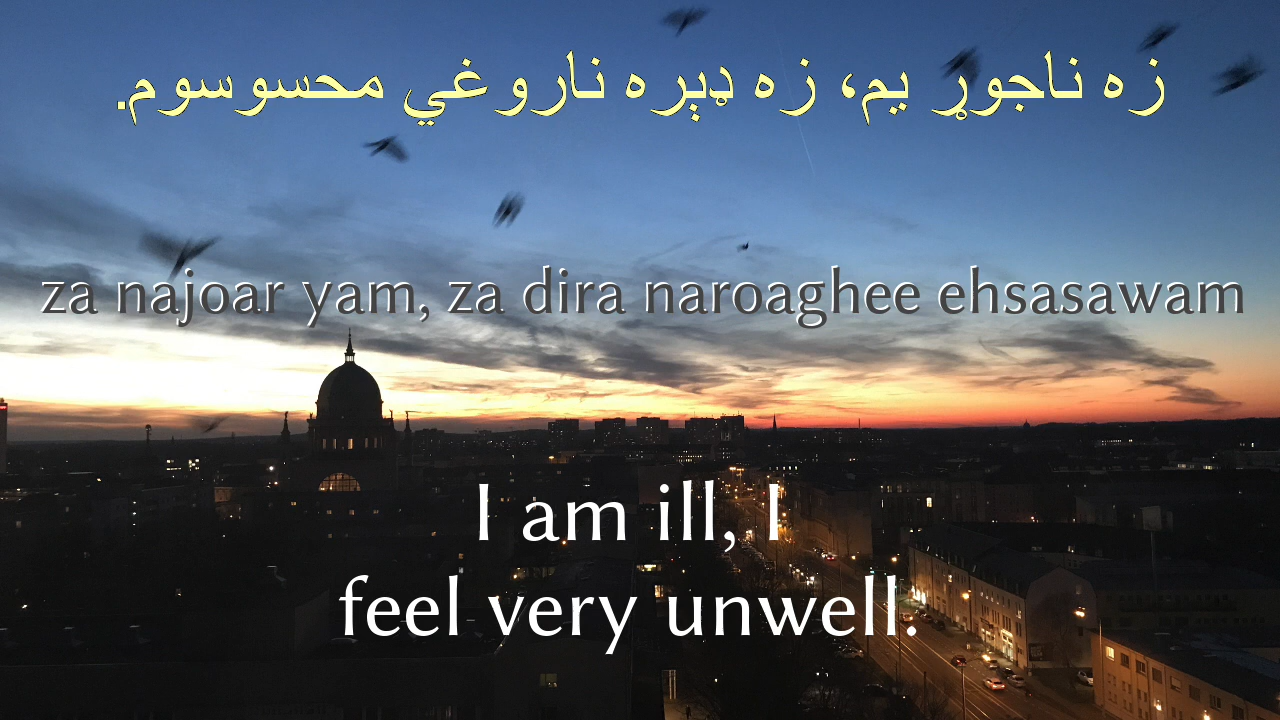 زه ناجوړ يم، زه ډېره ناروغي محسوسوم.
za najoar yam, za dira naroaghee ehsasawam
I am ill, I
feel very unwell.